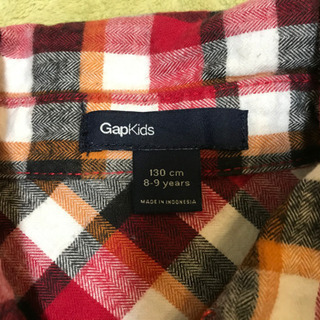 GapKids
130 cm
8-9 years
MADE IN INDONESIA